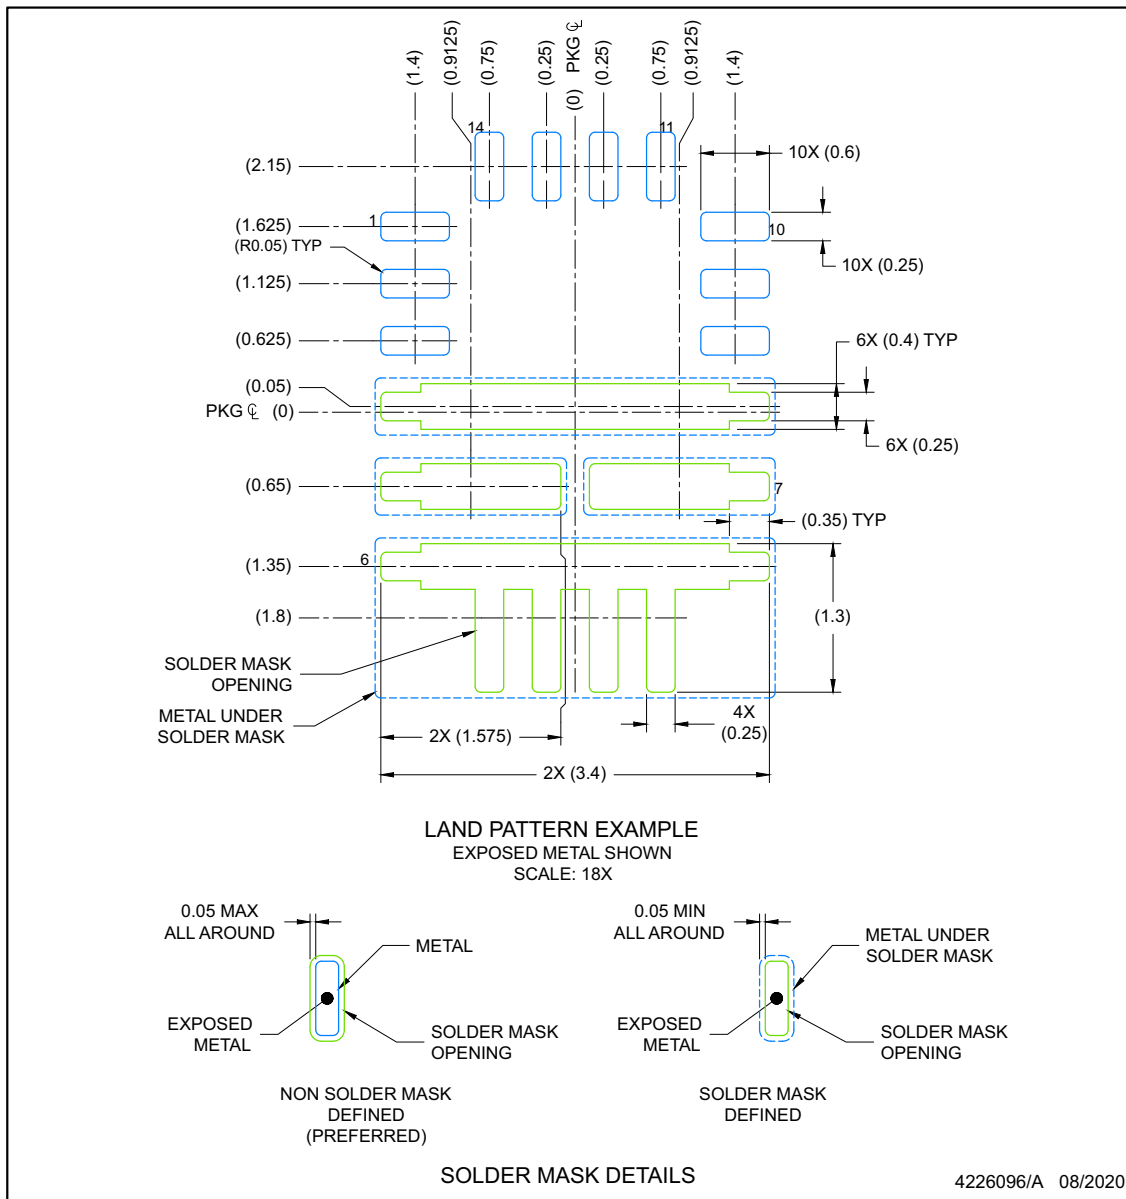 (1.4)
(0.9125)
(0.75)
(0.25)
(0) PKG ℄
(0.25)
(0.75)
(0.9125)
(1.4)
14
11
(2.15)
10X (0.6)
1
(1.625)
10
(R0.05) TYP
10X (0.25)
(1.125)
(0.625)
6X (0.4) TYP
(0.05)
PKG ℄ (0)
6X (0.25)
(0.65)
7
(0.35) TYP
6
(1.35)
(1.8)
(1.3)
SOLDER MASK
OPENING
METAL UNDER
SOLDER MASK
4X
(0.25)
2X (1.575)
2X (3.4)
LAND PATTERN EXAMPLE
EXPOSED METAL SHOWN
SCALE: 18X
0.05 MAX
ALL AROUND
METAL
EXPOSED
METAL
SOLDER MASK
OPENING
NON SOLDER MASK
DEFINED
(PREFERRED)
0.05 MIN
ALL AROUND
METAL UNDER
SOLDER MASK
EXPOSED
METAL
SOLDER MASK
OPENING
SOLDER MASK
DEFINED
SOLDER MASK DETAILS
4226096/A 08/2020